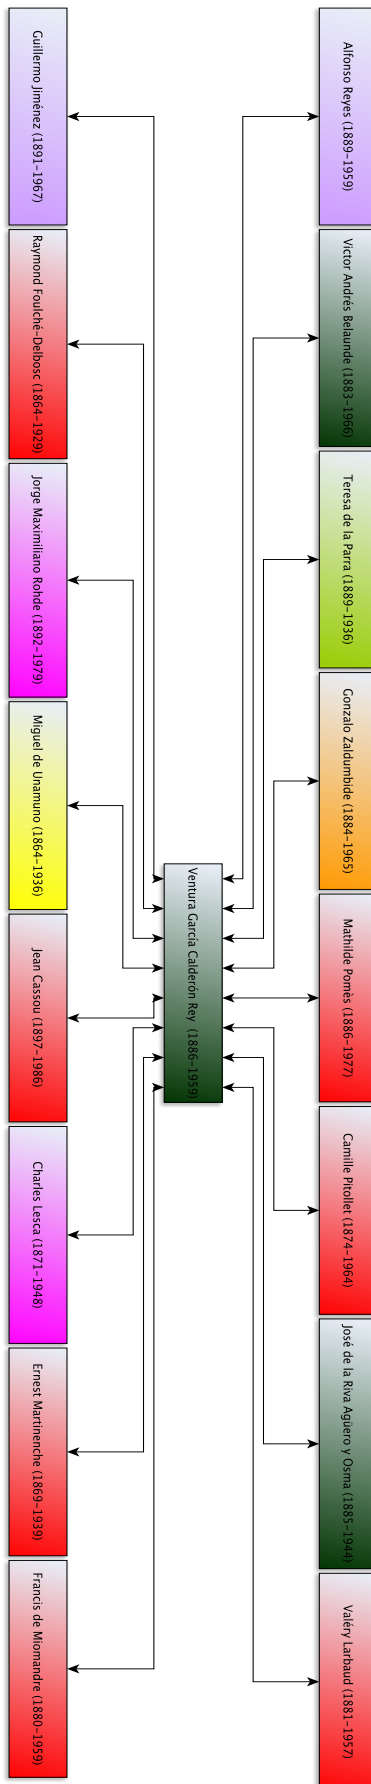 Alfonso Reyes (1889-1959)
Victor Andrés Belaunde (1883-1966)
Teresa de la Parra (1889-1936)
Gonzalo Zaldumbide (1884-1965)
Mathilde Pomès (1886-1977)
Camille Pitollet (1874-1964)
José de la Riva Agüero y Osma (1885-1944)
Valéry Larbaud (1881-1957)
Ventura García Calderón Rey (1886-1959)
Guillermo Jiménez (1891-1967)
Raymond Foulché-Delbosc (1864-1929)
Jorge Maximiliano Rohde (1892-1979)
Miguel de Unamuno (1864-1936)
Jean Cassou (1897-1986)
Charles Lesca (1871-1948)
Ernest Martinenche (1869-1939)
Francis de Miomandre (1880-1959)